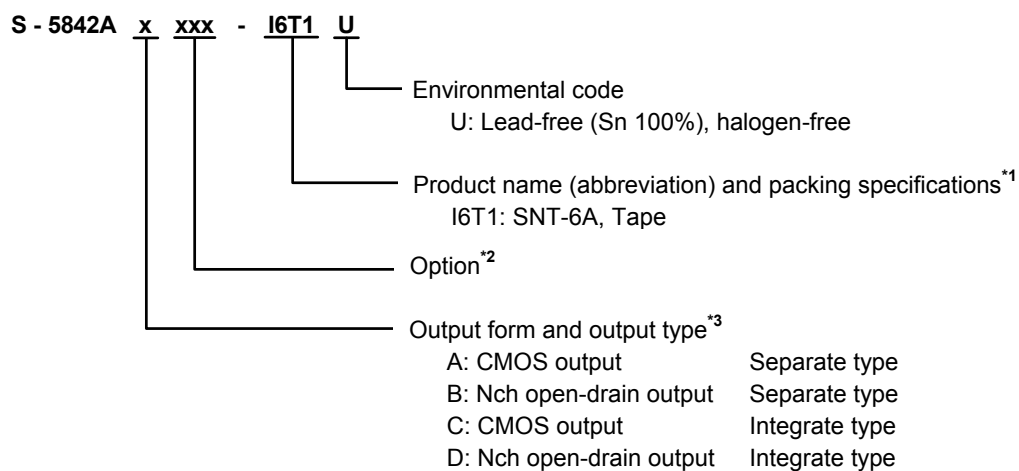 S - 5842A x xxx - I6T1 U
Environmental code
U: Lead-free (Sn 100%), halogen-free
Product name (abbreviation) and packing specifications*1
I6T1: SNT-6A, Tape
Option*2
Output form and output type*3
A: CMOS output Separate type
B: Nch open-drain output Separate type
C: CMOS output Integrate type
D: Nch open-drain output Integrate type